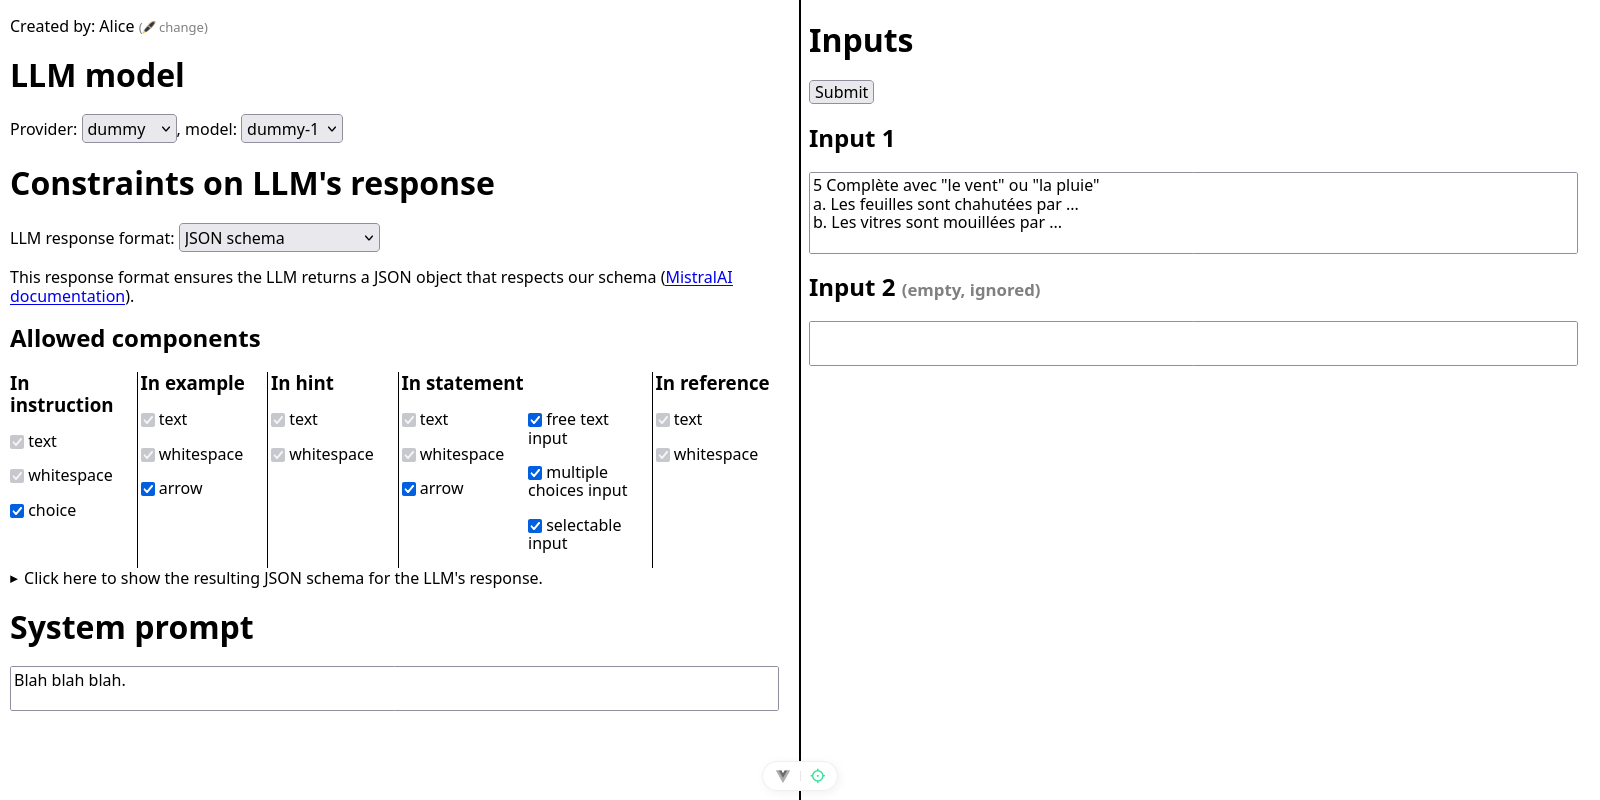 Created by: Alice (🖋 change)
LLM model
Provider: dummy, model: dummy-1
Constraints on LLM's response
LLM response format: JSON schema
This response format ensures the LLM returns a JSON object that respects our schema (MistralAI
documentation).
Allowed components
In
instruction
text
whitespace
choice
In example
text
whitespace
arrow
In hint
text
whitespace
In statement
text
whitespace
arrow
free text
input
multiple
choices input
selectable
input
In reference
text
whitespace
▸ Click here to show the resulting JSON schema for the LLM's response.
System prompt
Blah blah blah.
Inputs
Submit
Input 1
5 Complète avec "le vent" ou "la pluie"
a. Les feuilles sont chahutées par ...
b. Les vitres sont mouillées par ...
Input 2 (empty, ignored)